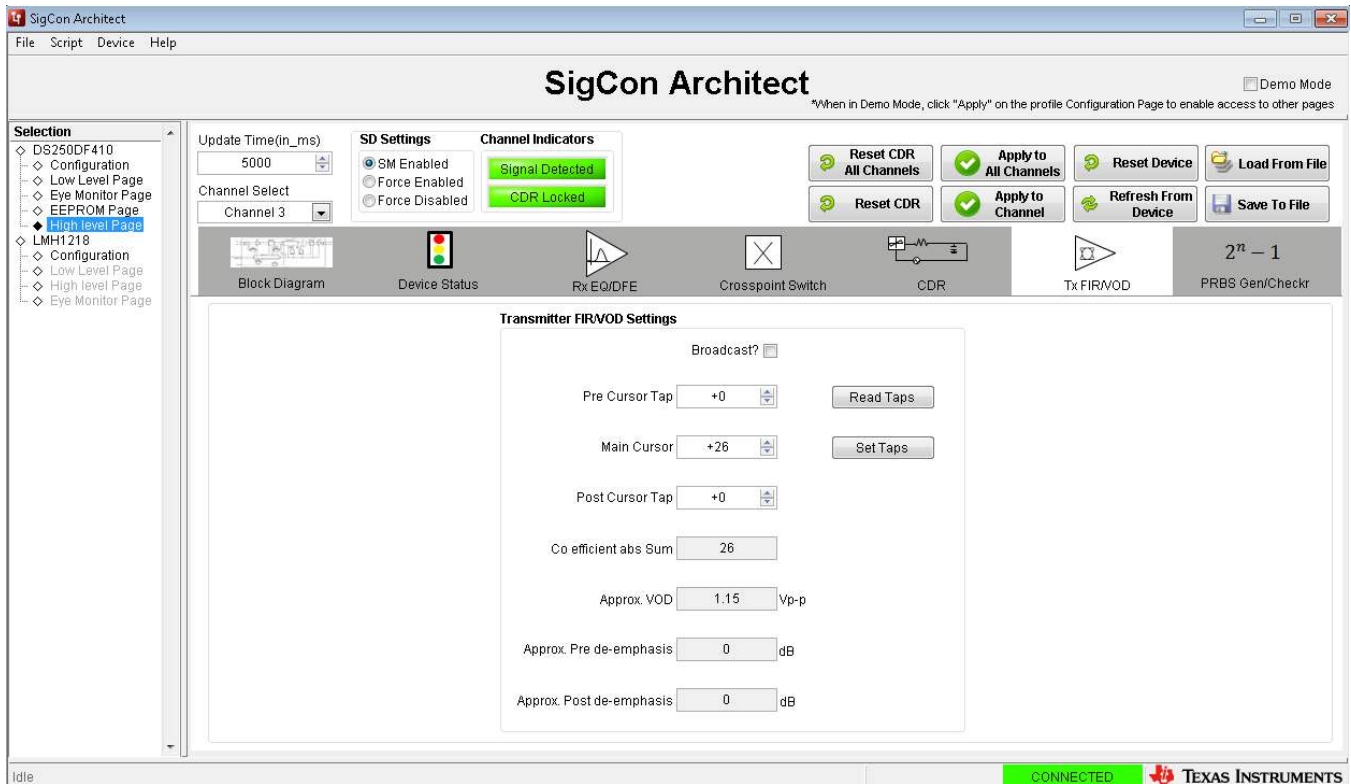 SigCon Architect
File Script Device Help
SigCon Architect
Demo Mode
*When in Demo Mode, click "Apply" on the profile Configuration Page to enable access to other pages
Selection
DS250DF410
Configuration
Low Level Page
Eye Monitor Page
EEPROM Page
High level Page
LMH1218
Configuration
Low Level Page
High level Page
Eye Monitor Page
Update Time(in_ms)
5000
Channel Select
Channel 3
SD Settings
SM Enabled
Force Enabled
Force Disabled
Channel Indicators
Signal Detected
CDR Locked
Reset CDR
All Channels
Apply to
All Channels
Reset Device
Load From File
Reset CDR
Apply to
Channel
Refresh From
Device
Save To File
Block Diagram
Device Status
Rx EQ/DFE
Crosspoint Switch
CDR
Tx FIR/VOD
2ⁿ − 1
PRBS Gen/Checkr
Transmitter FIR/VOD Settings
Broadcast?
Pre Cursor Tap +0 Read Taps
Main Cursor +26 Set Taps
Post Cursor Tap +0
Co efficient abs Sum 26
Approx. VOD 1.15 Vp-p
Approx. Pre de-emphasis 0 dB
Approx. Post de-emphasis 0 dB
Idle
CONNECTED
TEXAS INSTRUMENTS